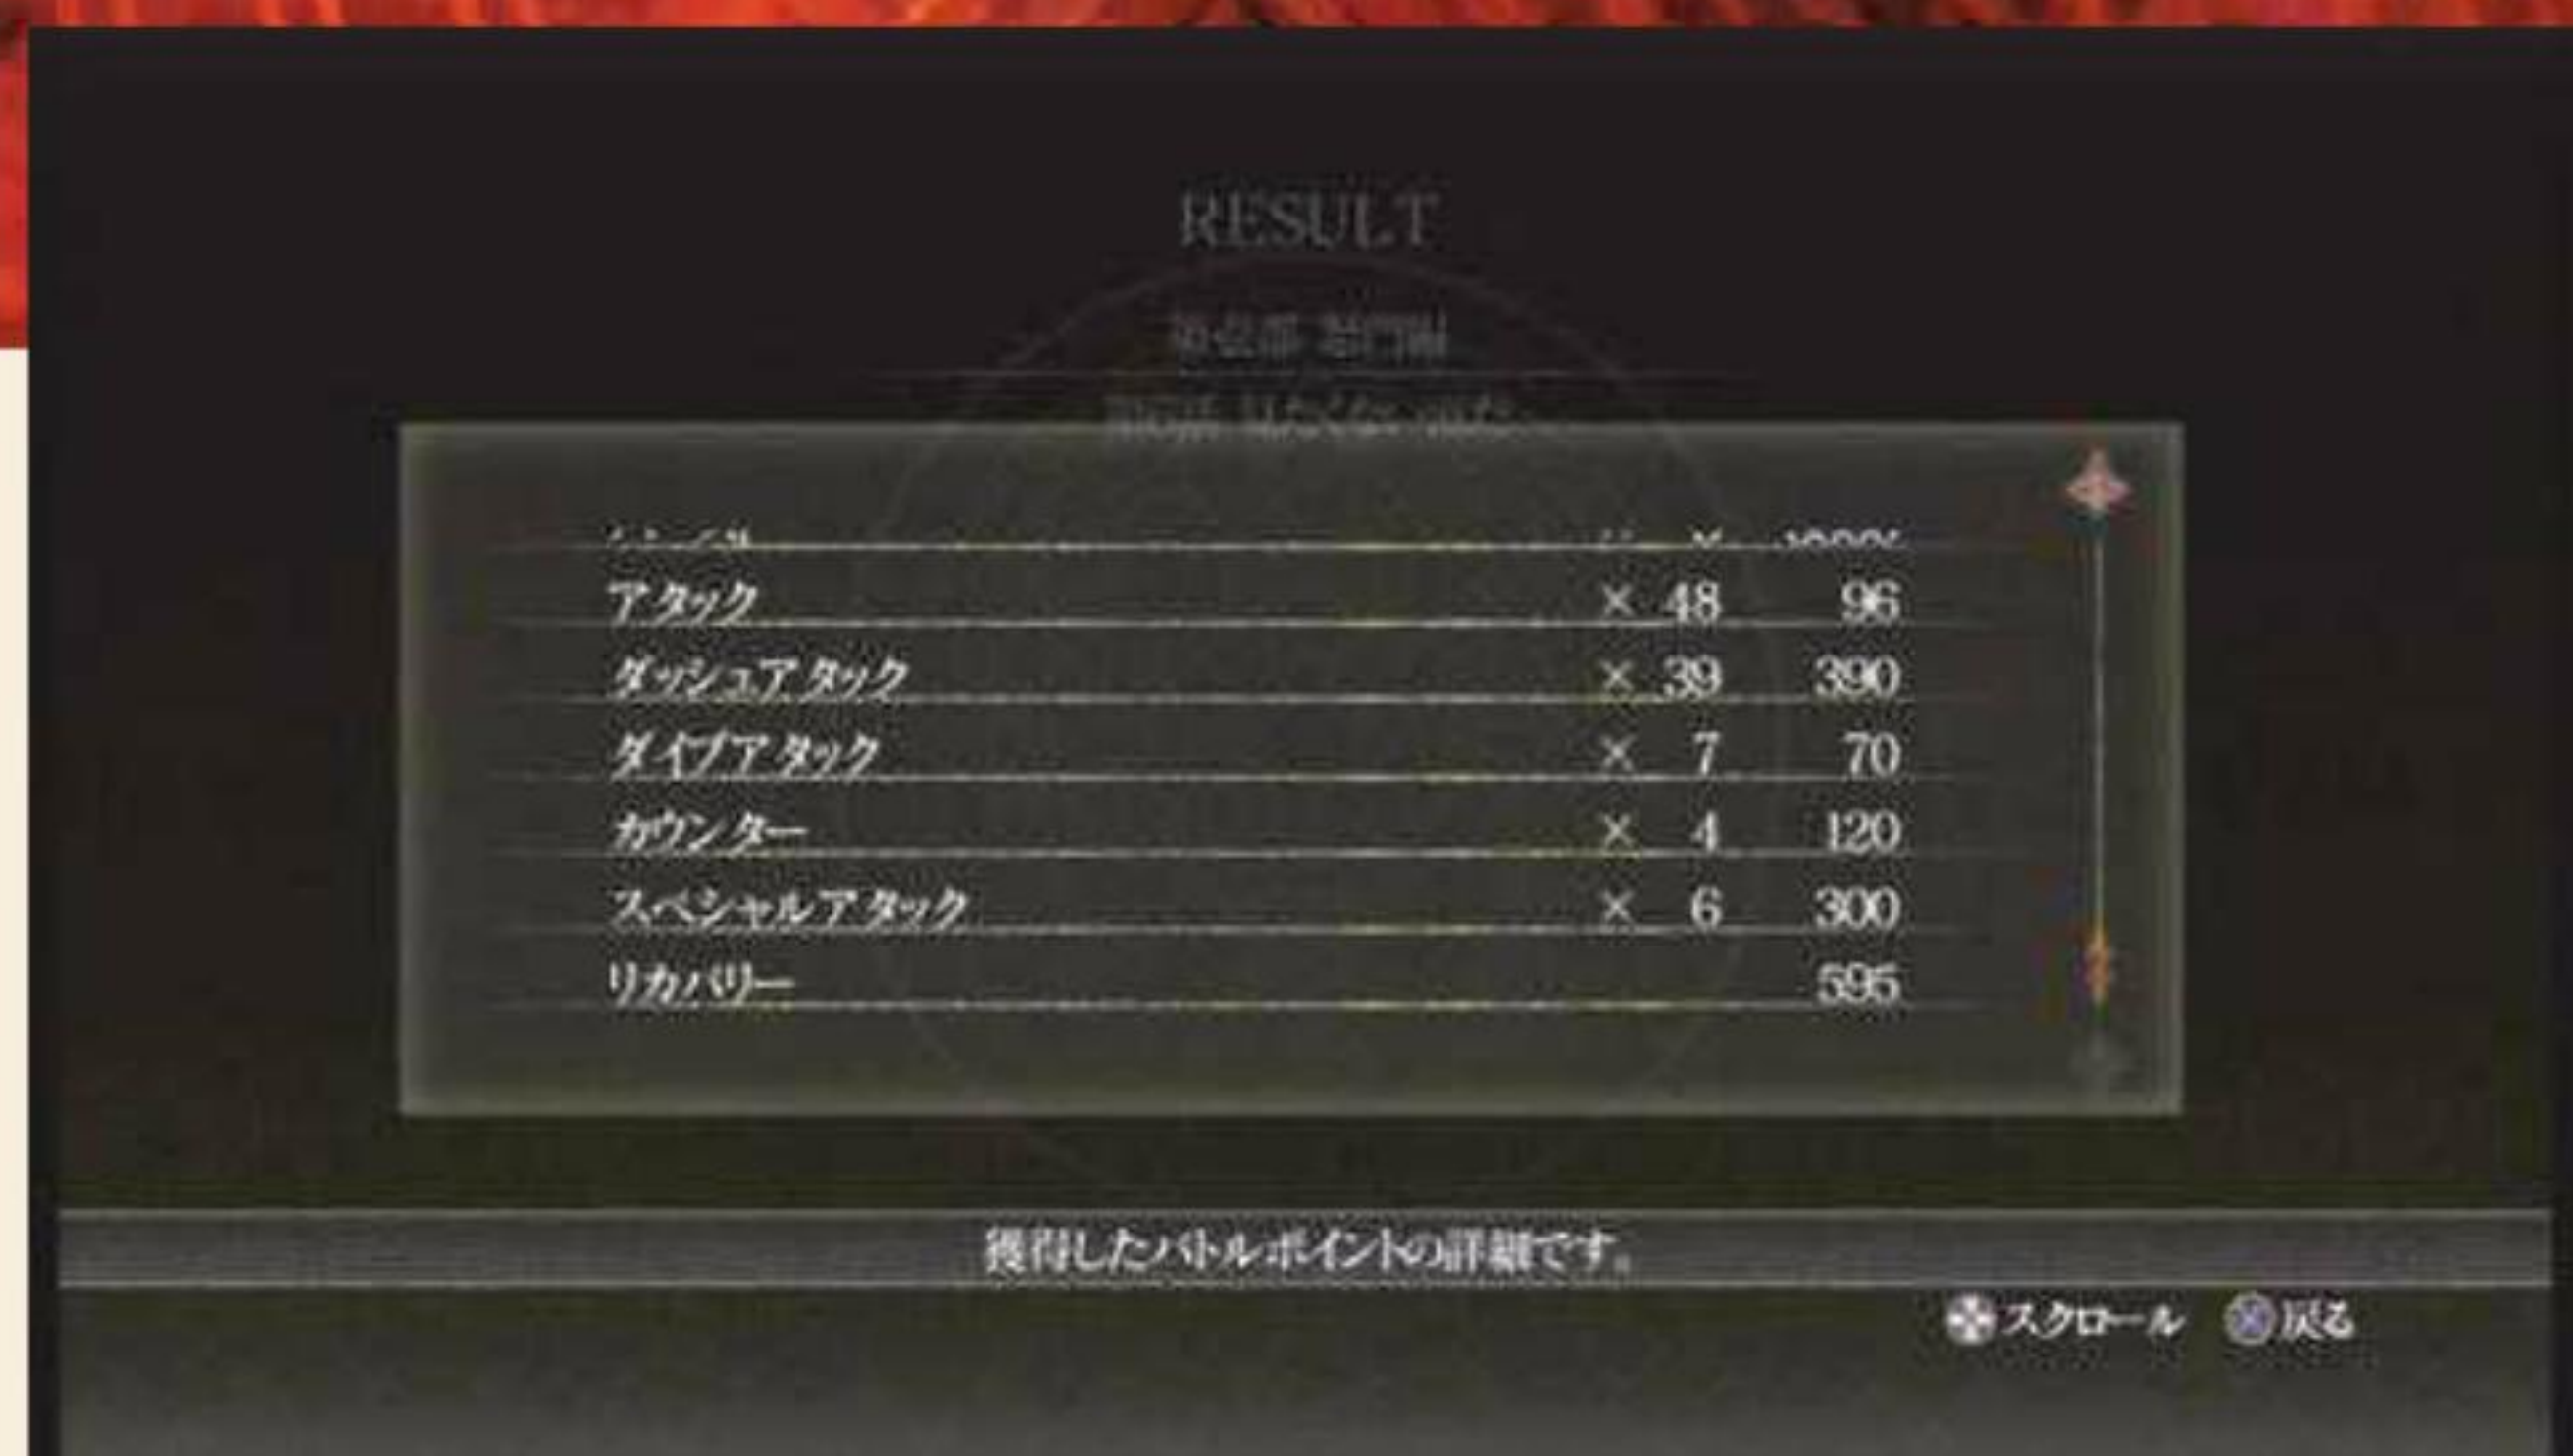 RESULT
アタック × 48 96
ダッシュアタック × 39 390
ダイブアタック × 7 70
カウンター × 4 120
スペシャルアタック × 6 300
リカバリー 595
獲得したバトルポイントの詳細です。
スクロール 戻る